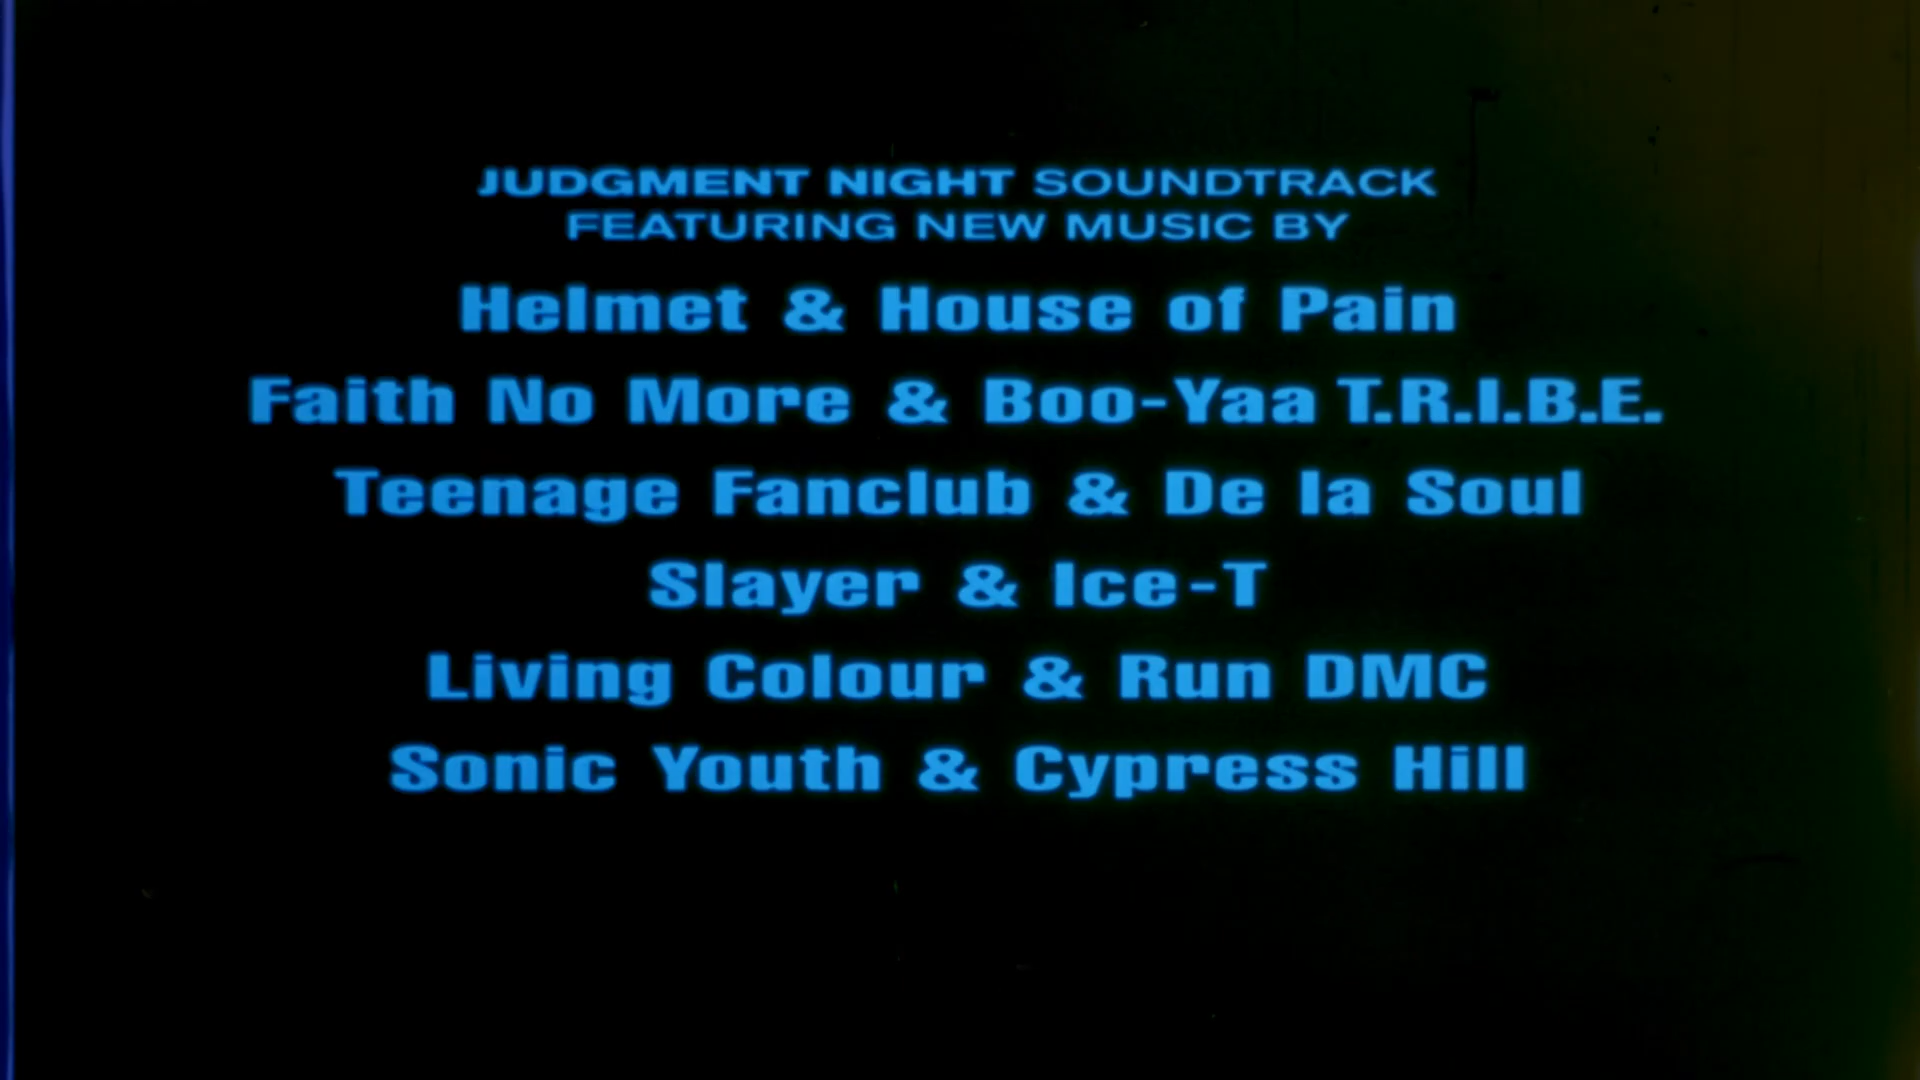 JUDGMENT NIGHT SOUNDTRACK
FEATURING NEW MUSIC BY
Helmet & House of Pain
Faith No More & Boo-Yaa T.R.I.B.E.
Teenage Fanclub & De la Soul
Slayer & Ice-T
Living Colour & Run DMC
Sonic Youth & Cypress Hill